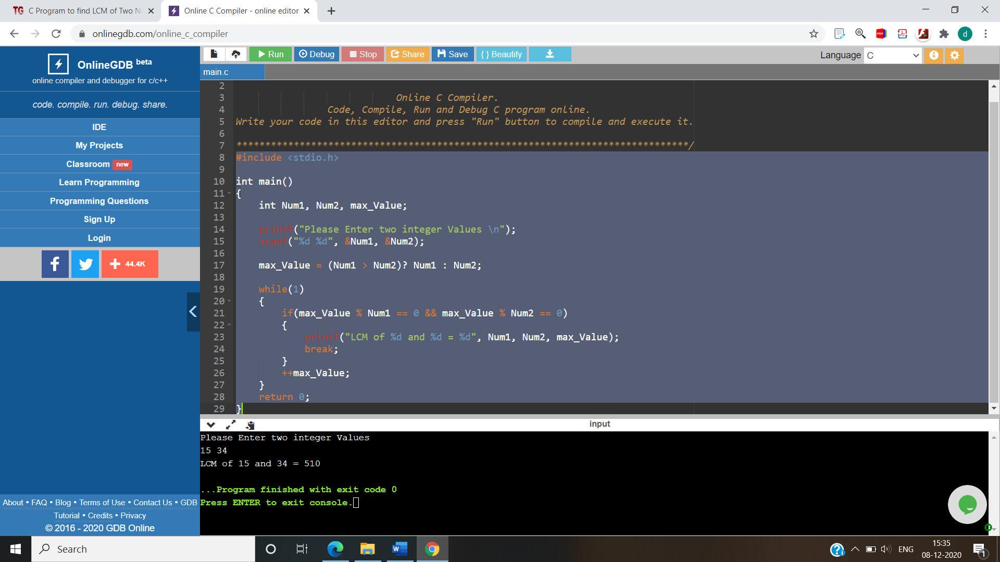 C Program to find LCM of Two N
Online C Compiler - online editor
onlinegdb.com/online_c_compiler
d
OnlineGDB beta
online compiler and debugger for c/c++
code. compile. run. debug. share.
IDE
My Projects
Classroom new
Learn Programming
Programming Questions
Sign Up
Login
44.4K
About • FAQ • Blog • Terms of Use • Contact Us • GDB
Tutorial • Credits • Privacy
© 2016 - 2020 GDB Online
Run Debug Stop Share Save { } Beautify
Language C
main.c
2
3 Online C Compiler.
4 Code, Compile, Run and Debug C program online.
5 Write your code in this editor and press "Run" button to compile and execute it.
6
7 *******************************************************************************/
8 #include <stdio.h>
9
10 int main()
11 {
12 int Num1, Num2, max_Value;
13
14 printf("Please Enter two integer Values \n");
15 scanf("%d %d", &Num1, &Num2);
16
17 max_Value = (Num1 > Num2)? Num1 : Num2;
18
19 while(1)
20 {
21 if(max_Value % Num1 == 0 && max_Value % Num2 == 0)
22 {
23 printf("LCM of %d and %d = %d", Num1, Num2, max_Value);
24 break;
25 }
26 ++max_Value;
27 }
28 return 0;
29 }
input
Please Enter two integer Values
15 34
LCM of 15 and 34 = 510
...Program finished with exit code 0
Press ENTER to exit console.
Search
ENG
15:35
08-12-2020
1